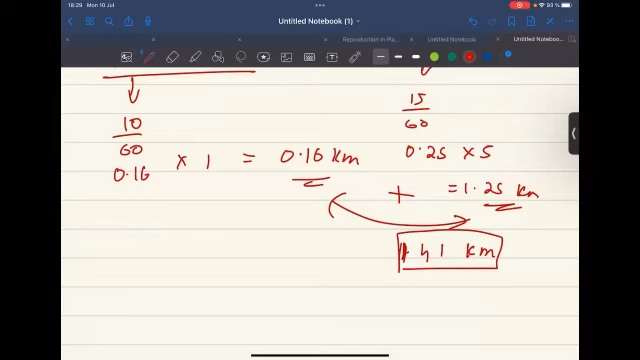 18:29 Mon 10 Jul
93 %
Untitled Notebook (1)
Reproduction in Pla...
Untitled Notebook
Untitled Notebook...
10
60
0.16 × 1 = 0.16 km
15
60
0.25 × 5
+ = 1.25 km
1.41 km